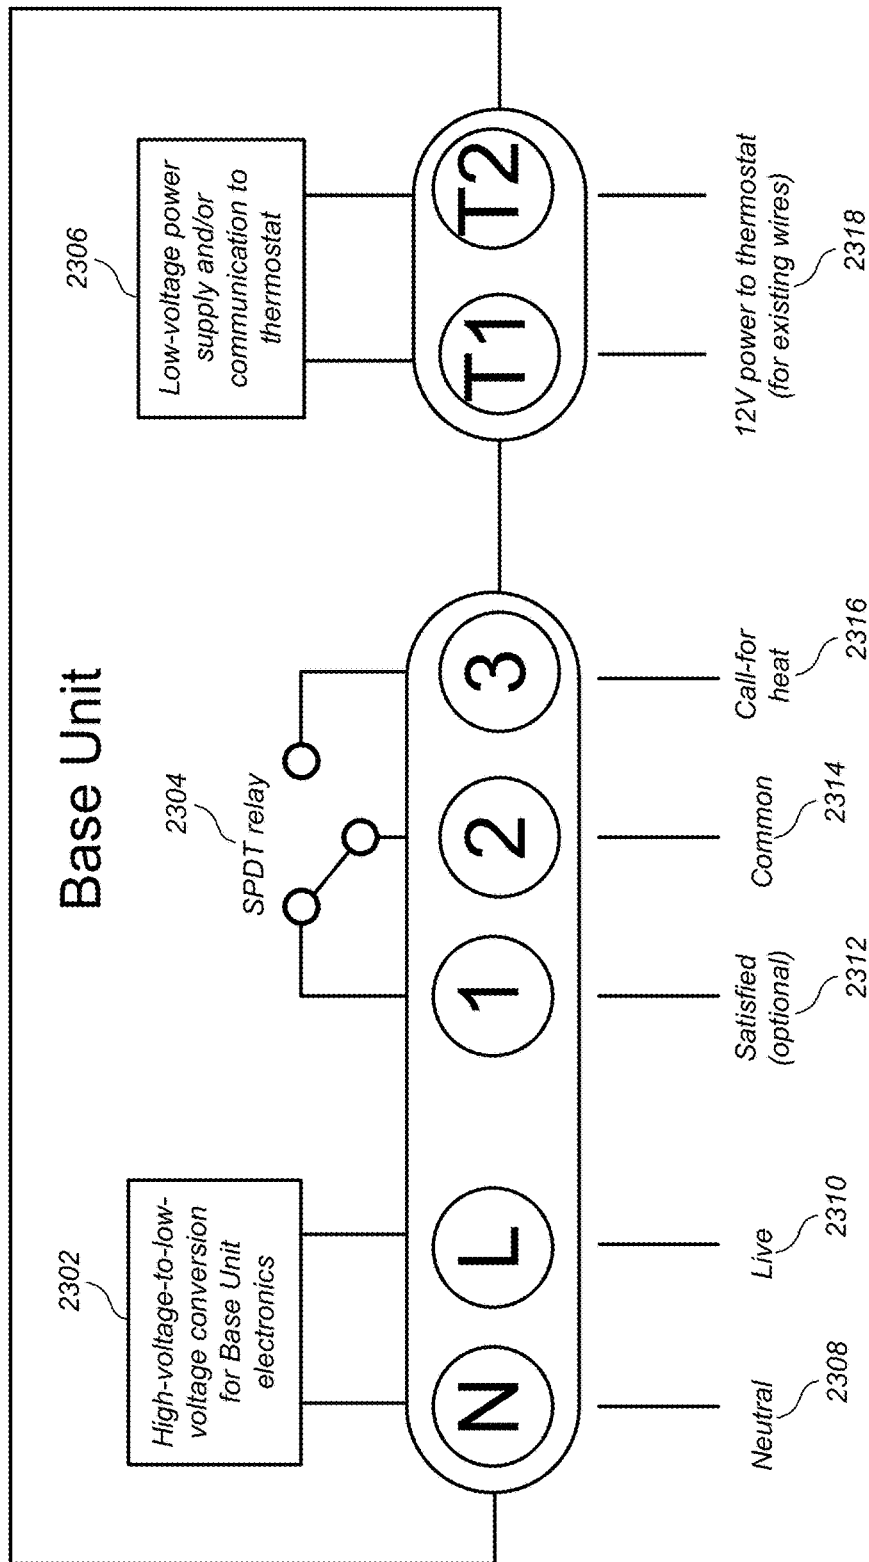 Base Unit
2302
High-voltage-to-low-
voltage conversion
for Base Unit
electronics
2304
SPDT relay
2306
Low-voltage power
supply and/or
communication to
thermostat
N
L
1
2
3
T1
T2
Neutral
2308
Live
2310
Satisfied
(optional)
2312
Common
2314
Call-for
heat
2316
12V power to thermostat
(for existing wires)
2318